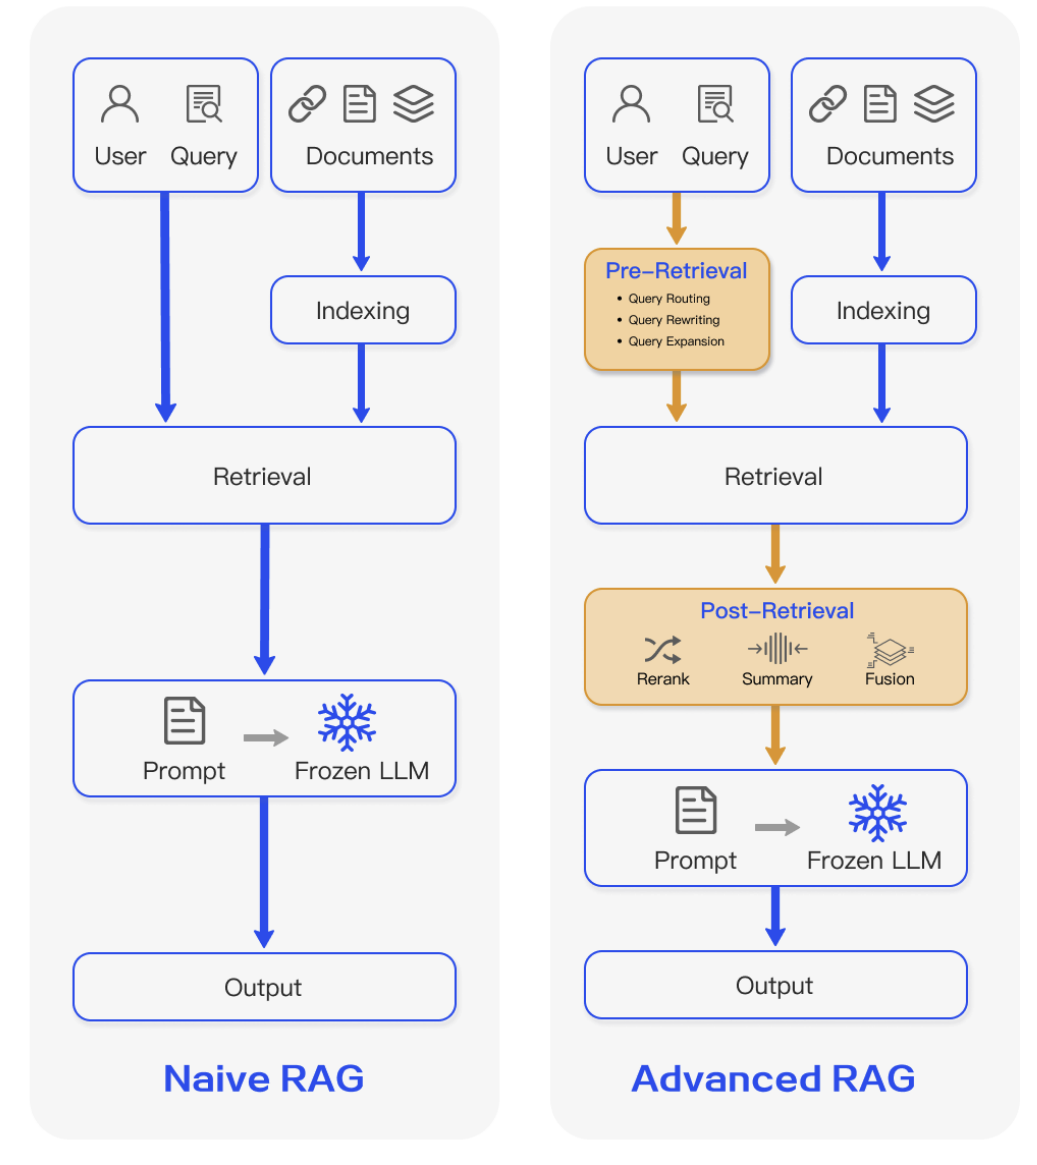 User Query
Documents
Indexing
Retrieval
Prompt
Frozen LLM
Output
Naive RAG
User Query
Documents
Pre-Retrieval
• Query Routing
• Query Rewriting
• Query Expansion
Indexing
Retrieval
Post-Retrieval
Rerank
Summary
Fusion
Prompt
Frozen LLM
Output
Advanced RAG